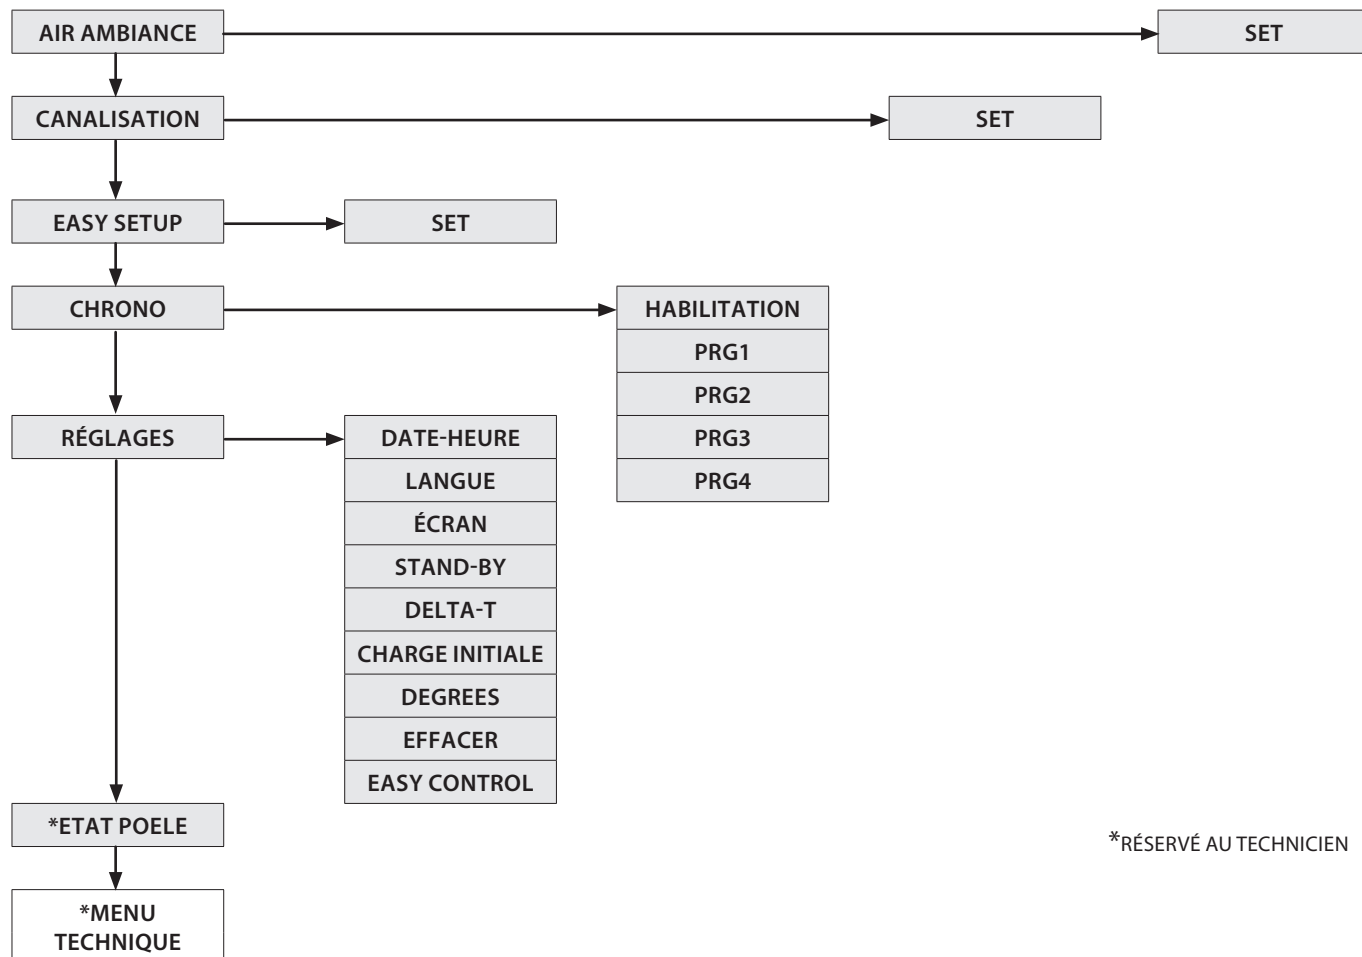 AIR AMBIANCE
SET
CANALISATION
SET
EASY SETUP
SET
CHRONO
HABILITATION
PRG1
PRG2
PRG3
PRG4
RÉGLAGES
DATE-HEURE
LANGUE
ÉCRAN
STAND-BY
DELTA-T
CHARGE INITIALE
DEGREES
EFFACER
EASY CONTROL
*ETAT POELE
*RÉSERVÉ AU TECHNICIEN
*MENU
TECHNIQUE